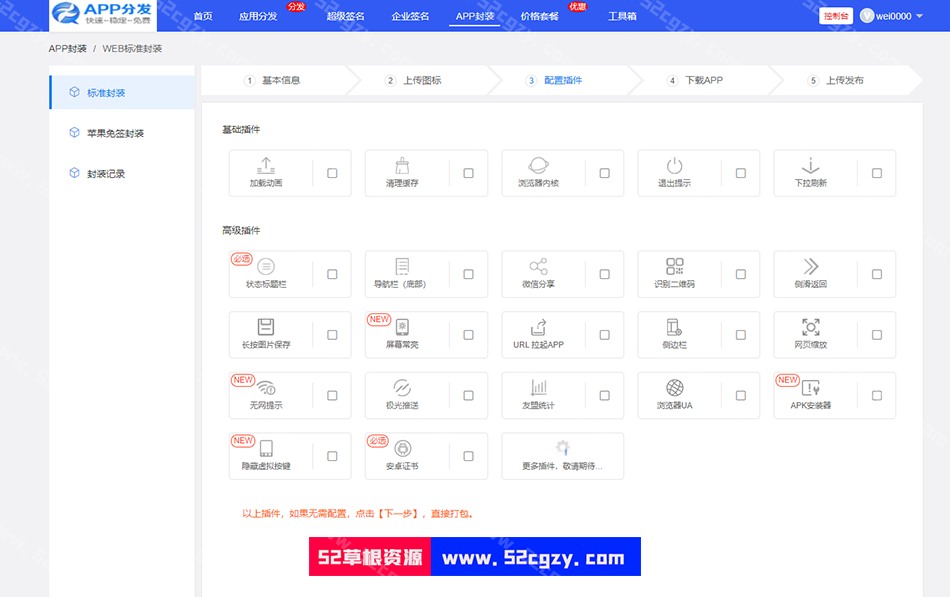 APP分发
快速~稳定~免费
首页
应用分发
分发
超级签名
企业签名
APP封装
价格套餐
优惠
工具箱
控制台
V
wei0000
APP封装 / WEB标准封装
标准封装
苹果免签封装
封装记录
1 基本信息
2 上传图标
3 配置插件
4 下载APP
5 上传发布
基础插件
加载动画
清理缓存
浏览器内核
退出提示
下拉刷新
高级插件
必选
状态标题栏
导航栏（底部）
微信分享
识别二维码
侧滑返回
长按图片保存
NEW
屏幕常亮
URL 拉起APP
侧边栏
网页缩放
NEW
无网提示
极光推送
友盟统计
浏览器UA
NEW
APK安装器
NEW
隐藏虚拟按键
必选
安卓证书
更多插件，敬请期待...
以上插件，如果无需配置，点击【下一步】，直接打包。
52草根资源
www.52cgzy.com